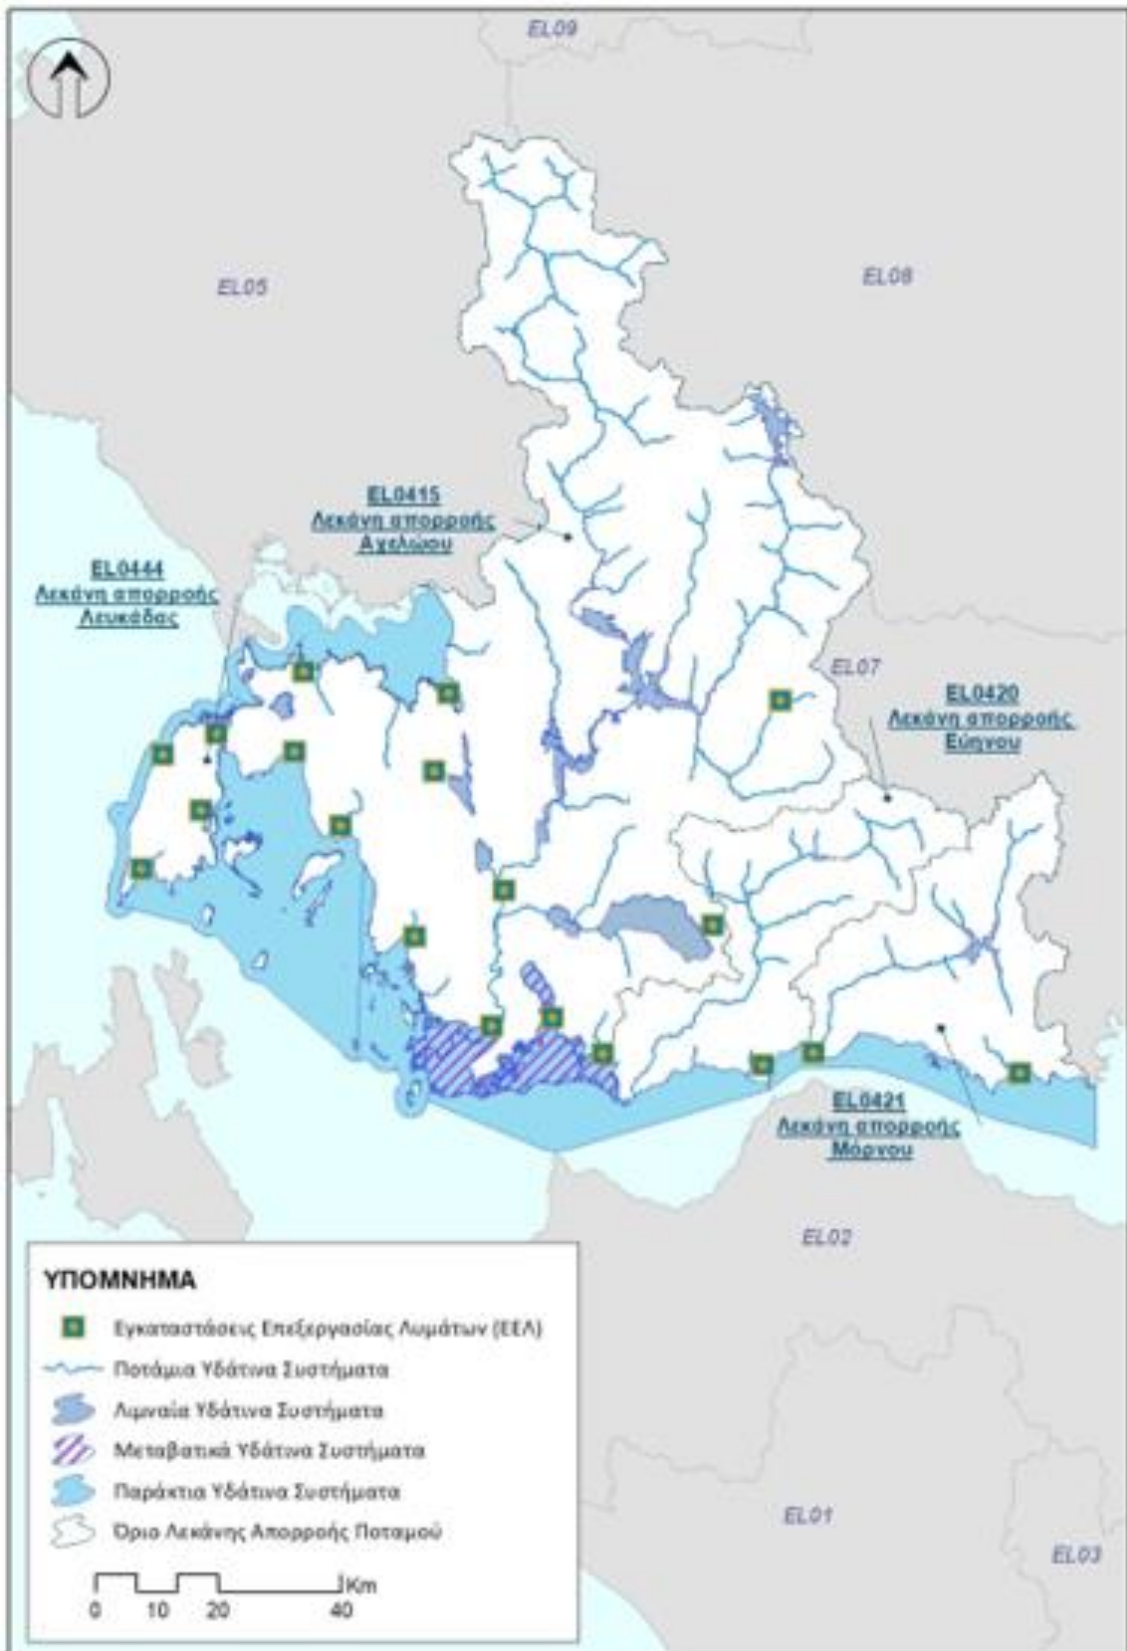 EL09
EL05
EL08
EL0415
Λεκάνη απορροής
Αχελώου
EL0444
Λεκάνη απορροής
Λευκάδας
EL07
EL0420
Λεκάνη απορροής
Εύηνου
EL0421
Λεκάνη απορροής
Μόρνου
EL02
ΥΠΟΜΝΗΜΑ
Εγκαταστάσεις Επεξεργασίας Λυμάτων (ΕΕΛ)
Ποτάμια Υδάτινα Συστήματα
Λιμναία Υδάτινα Συστήματα
Μεταβατικά Υδάτινα Συστήματα
Παράκτια Υδάτινα Συστήματα
Όριο Λεκάνης Απορροής Ποταμού
Km
0 10 20 40
EL01
EL03